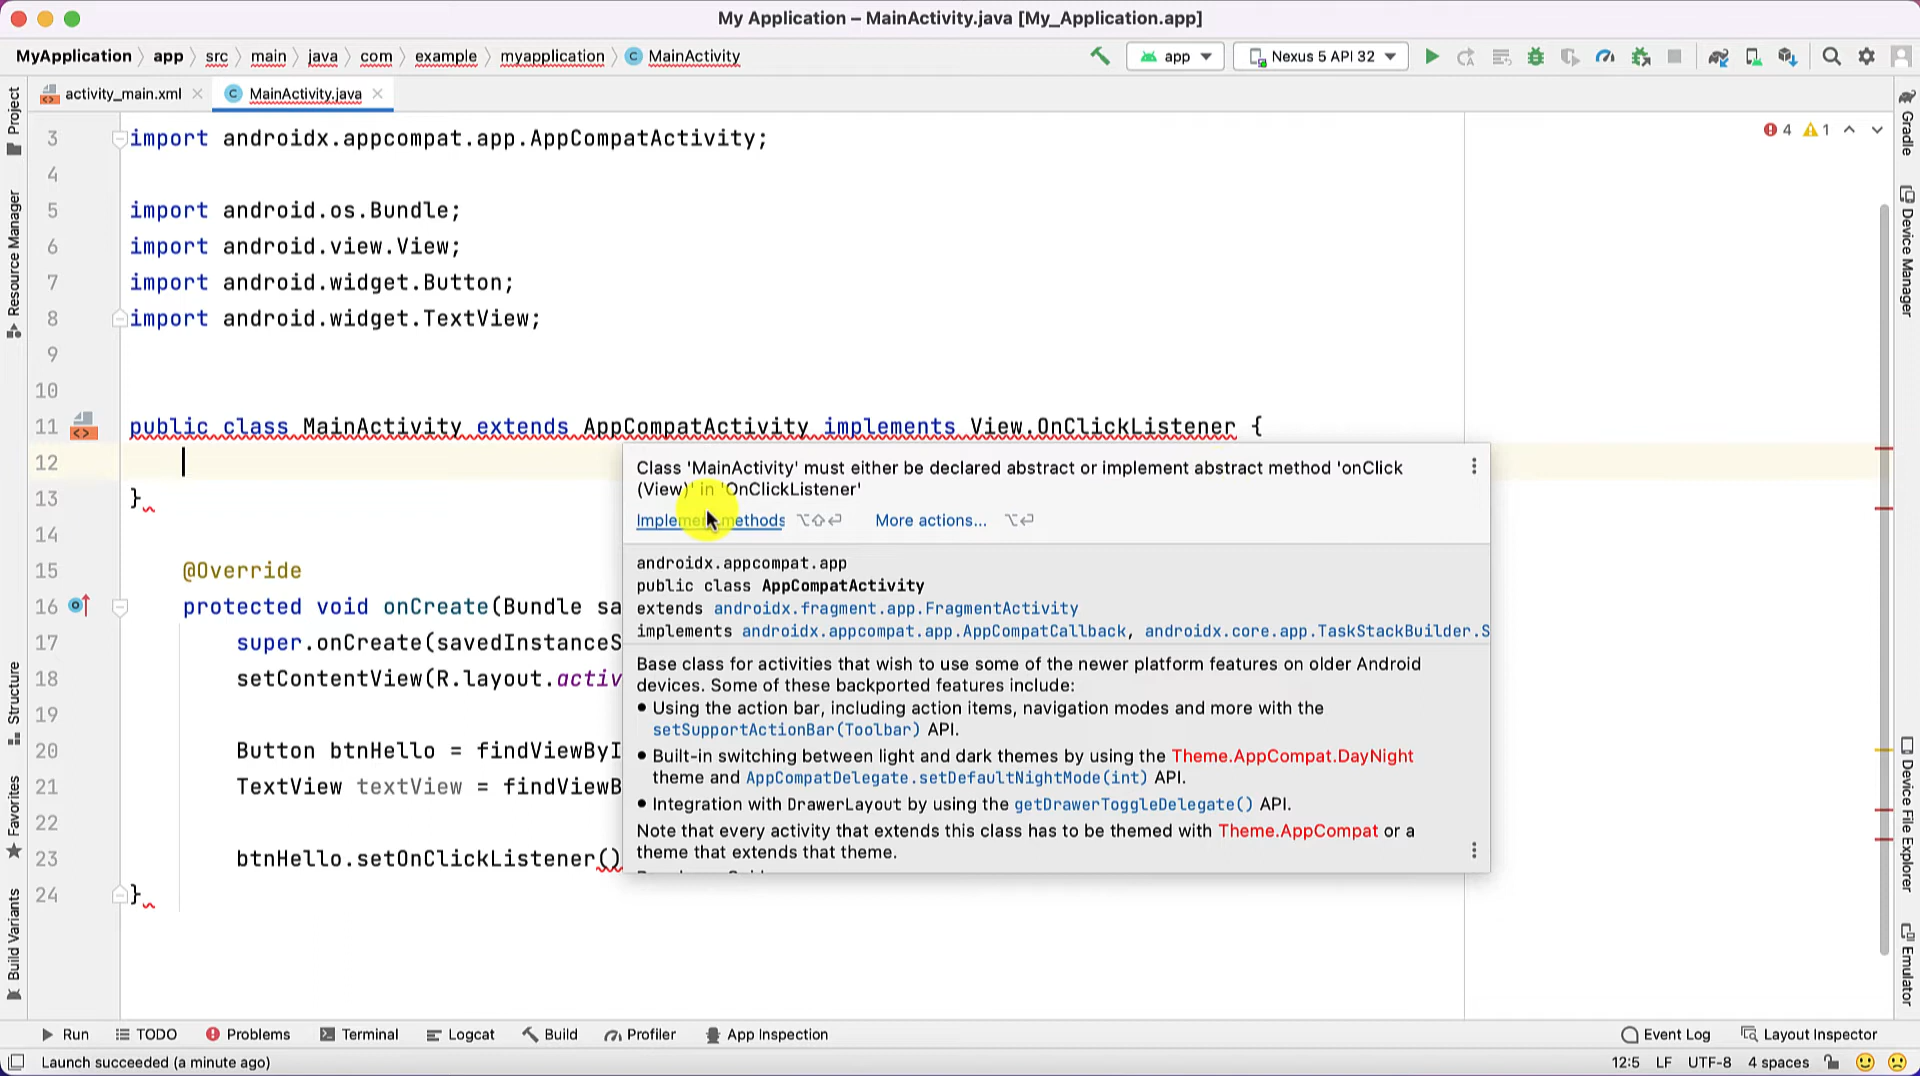 My Application – MainActivity.java [My_Application.app]
MyApplication app src main java com example myapplication MainActivity app Nexus 5 API 32
activity_main.xml MainActivity.java
Project
Resource Manager
Structure
Favorites
Build Variants
4 1
3 import androidx.appcompat.app.AppCompatActivity;
4
5 import android.os.Bundle;
6 import android.view.View;
7 import android.widget.Button;
8 import android.widget.TextView;
9
10
11 public class MainActivity extends AppCompatActivity implements View.OnClickListener {
12
13 }
14
15 @Override
16 protected void onCreate(Bundle sa
17 super.onCreate(savedInstanceS
18 setContentView(R.layout.activ
19
20 Button btnHello = findViewByI
21 TextView textView = findViewB
22
23 btnHello.setOnClickListener()
24 }
Class 'MainActivity' must either be declared abstract or implement abstract method 'onClick
(View)' in 'OnClickListener'
Implement methods ⌥⇧⏎ More actions... ⌥⏎
androidx.appcompat.app
public class AppCompatActivity
extends androidx.fragment.app.FragmentActivity
implements androidx.appcompat.app.AppCompatCallback, androidx.core.app.TaskStackBuilder.S
Base class for activities that wish to use some of the newer platform features on older Android
devices. Some of these backported features include:
● Using the action bar, including action items, navigation modes and more with the
setSupportActionBar(Toolbar) API.
● Built-in switching between light and dark themes by using the Theme.AppCompat.DayNight
theme and AppCompatDelegate.setDefaultNightMode(int) API.
● Integration with DrawerLayout by using the getDrawerToggleDelegate() API.
Note that every activity that extends this class has to be themed with Theme.AppCompat or a
theme that extends that theme.
Gradle
Device Manager
Device File Explorer
Emulator
Run TODO Problems Terminal Logcat Build Profiler App Inspection Event Log Layout Inspector
Launch succeeded (a minute ago) 12:5 LF UTF-8 4 spaces